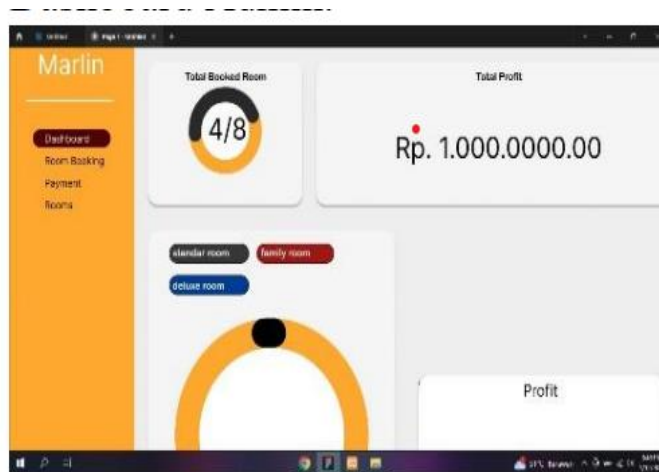 Marlin
Dashboard
Room Booking
Payment
Rooms
Total Booked Room
4/8
Total Profit
Rp. 1.000.0000.00
standar room
family room
deluxe room
Profit